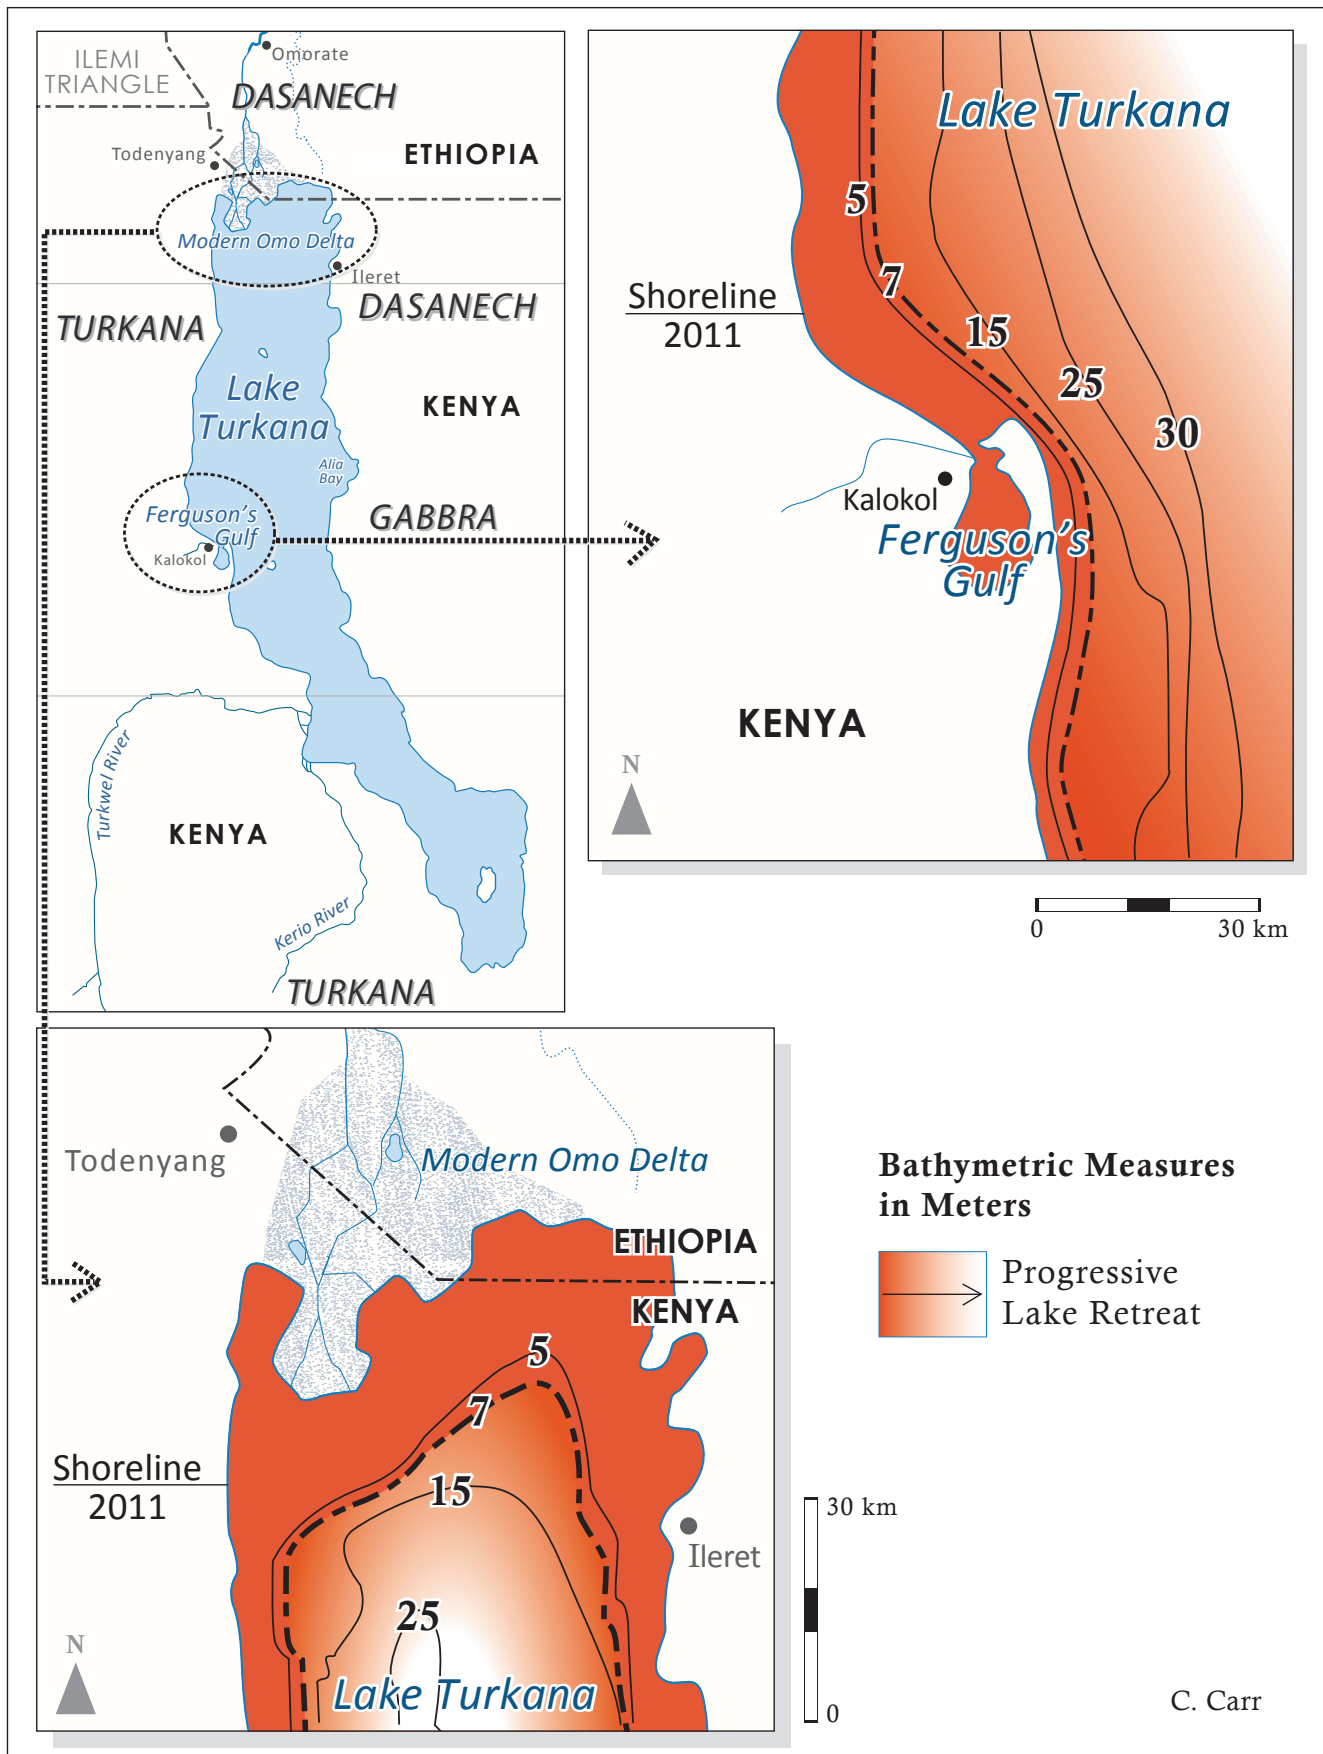 ILEMI
TRIANGLE
Omorate
DASANECH
Todenyang
ETHIOPIA
Modern Omo Delta
Ileret
DASANECH
TURKANA
Lake
Turkana
KENYA
Alia
Bay
Ferguson's
Gulf
GABBRA
Kalokol
Turkwel River
KENYA
Kerio River
TURKANA
Lake Turkana
5
7
Shoreline
2011
15
25
30
Kalokol
Ferguson's
Gulf
KENYA
N
0 30 km
Todenyang
Modern Omo Delta
ETHIOPIA
KENYA
5
7
Shoreline
2011
15
Ileret
25
N
Lake Turkana
30 km
0
Bathymetric Measures
in Meters
Progressive
Lake Retreat
C. Carr